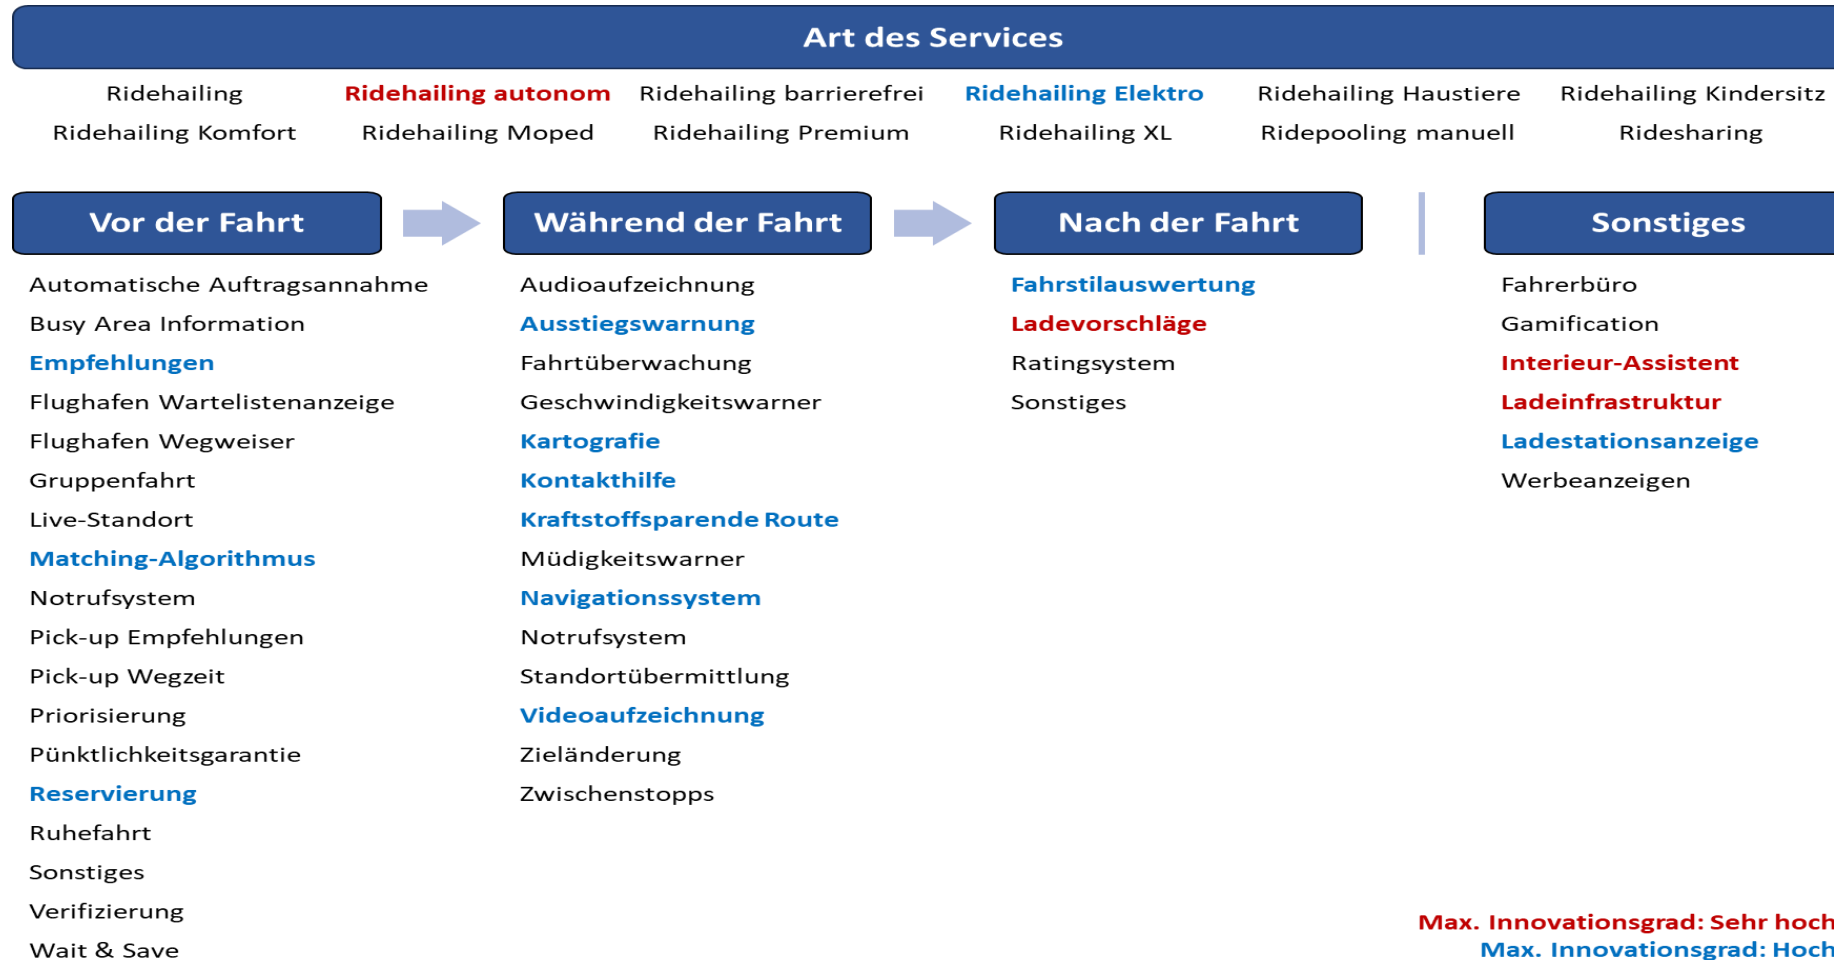 Art des Services
Ridehailing
Ridehailing autonom
Ridehailing barrierefrei
Ridehailing Elektro
Ridehailing Haustiere
Ridehailing Kindersitz
Ridehailing Komfort
Ridehailing Moped
Ridehailing Premium
Ridehailing XL
Ridepooling manuell
Ridesharing
Vor der Fahrt
Automatische Auftragsannahme
Busy Area Information
Empfehlungen
Flughafen Wartelistenanzeige
Flughafen Wegweiser
Gruppenfahrt
Live-Standort
Matching-Algorithmus
Notrufsystem
Pick-up Empfehlungen
Pick-up Wegzeit
Priorisierung
Pünktlichkeitsgarantie
Reservierung
Ruhefahrt
Sonstiges
Verifizierung
Wait & Save
Während der Fahrt
Audioaufzeichnung
Ausstiegswarnung
Fahrtüberwachung
Geschwindigkeitswarner
Kartografie
Kontakthilfe
Kraftstoffsparende Route
Müdigkeitswarner
Navigationssystem
Notrufsystem
Standortübermittlung
Videoaufzeichnung
Zieländerung
Zwischenstopps
Nach der Fahrt
Fahrstilauswertung
Ladevorschläge
Ratingsystem
Sonstiges
Sonstiges
Fahrerbüro
Gamification
Interieur-Assistent
Ladeinfrastruktur
Ladestationsanzeige
Werbeanzeigen
Max. Innovationsgrad: Sehr hoch
Max. Innovationsgrad: Hoch